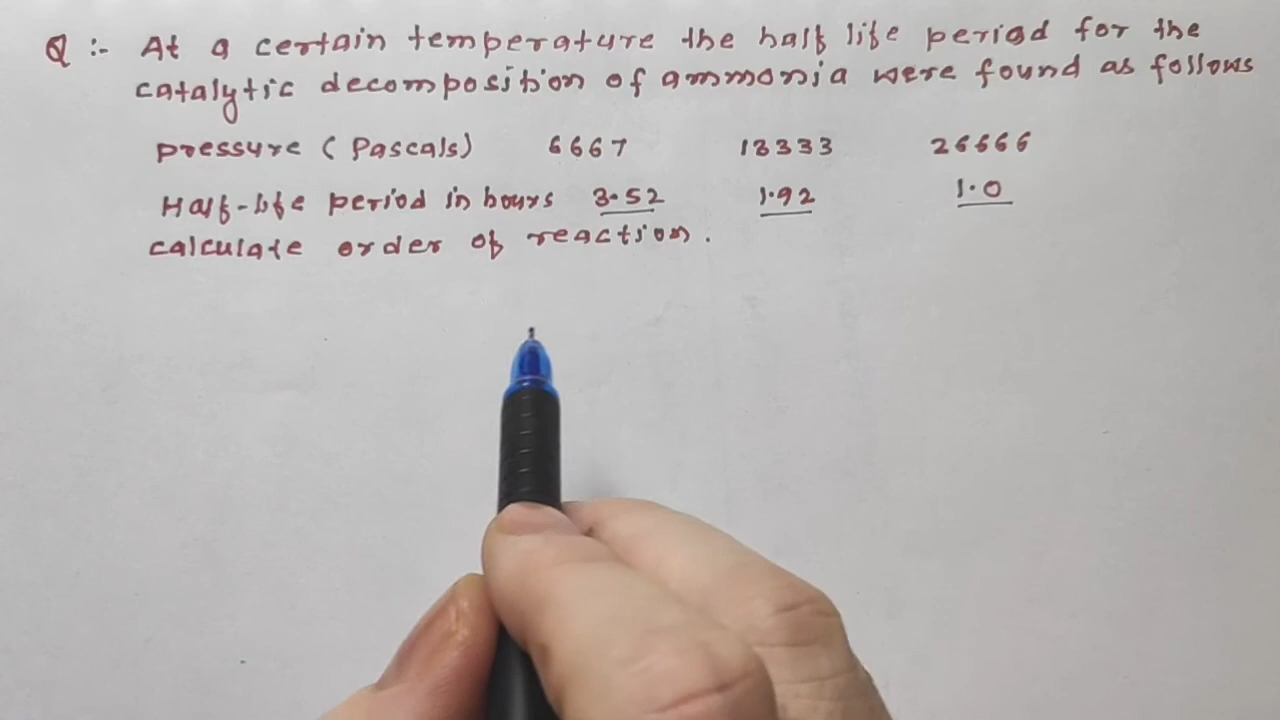 Q :- At a certain temperature the half life period for the
catalytic decomposition of ammonia were found as follows
pressure (Pascals) 6667 13333 26666
Half-life period in hours 3.52 1.92 1.0
calculate order of reaction.